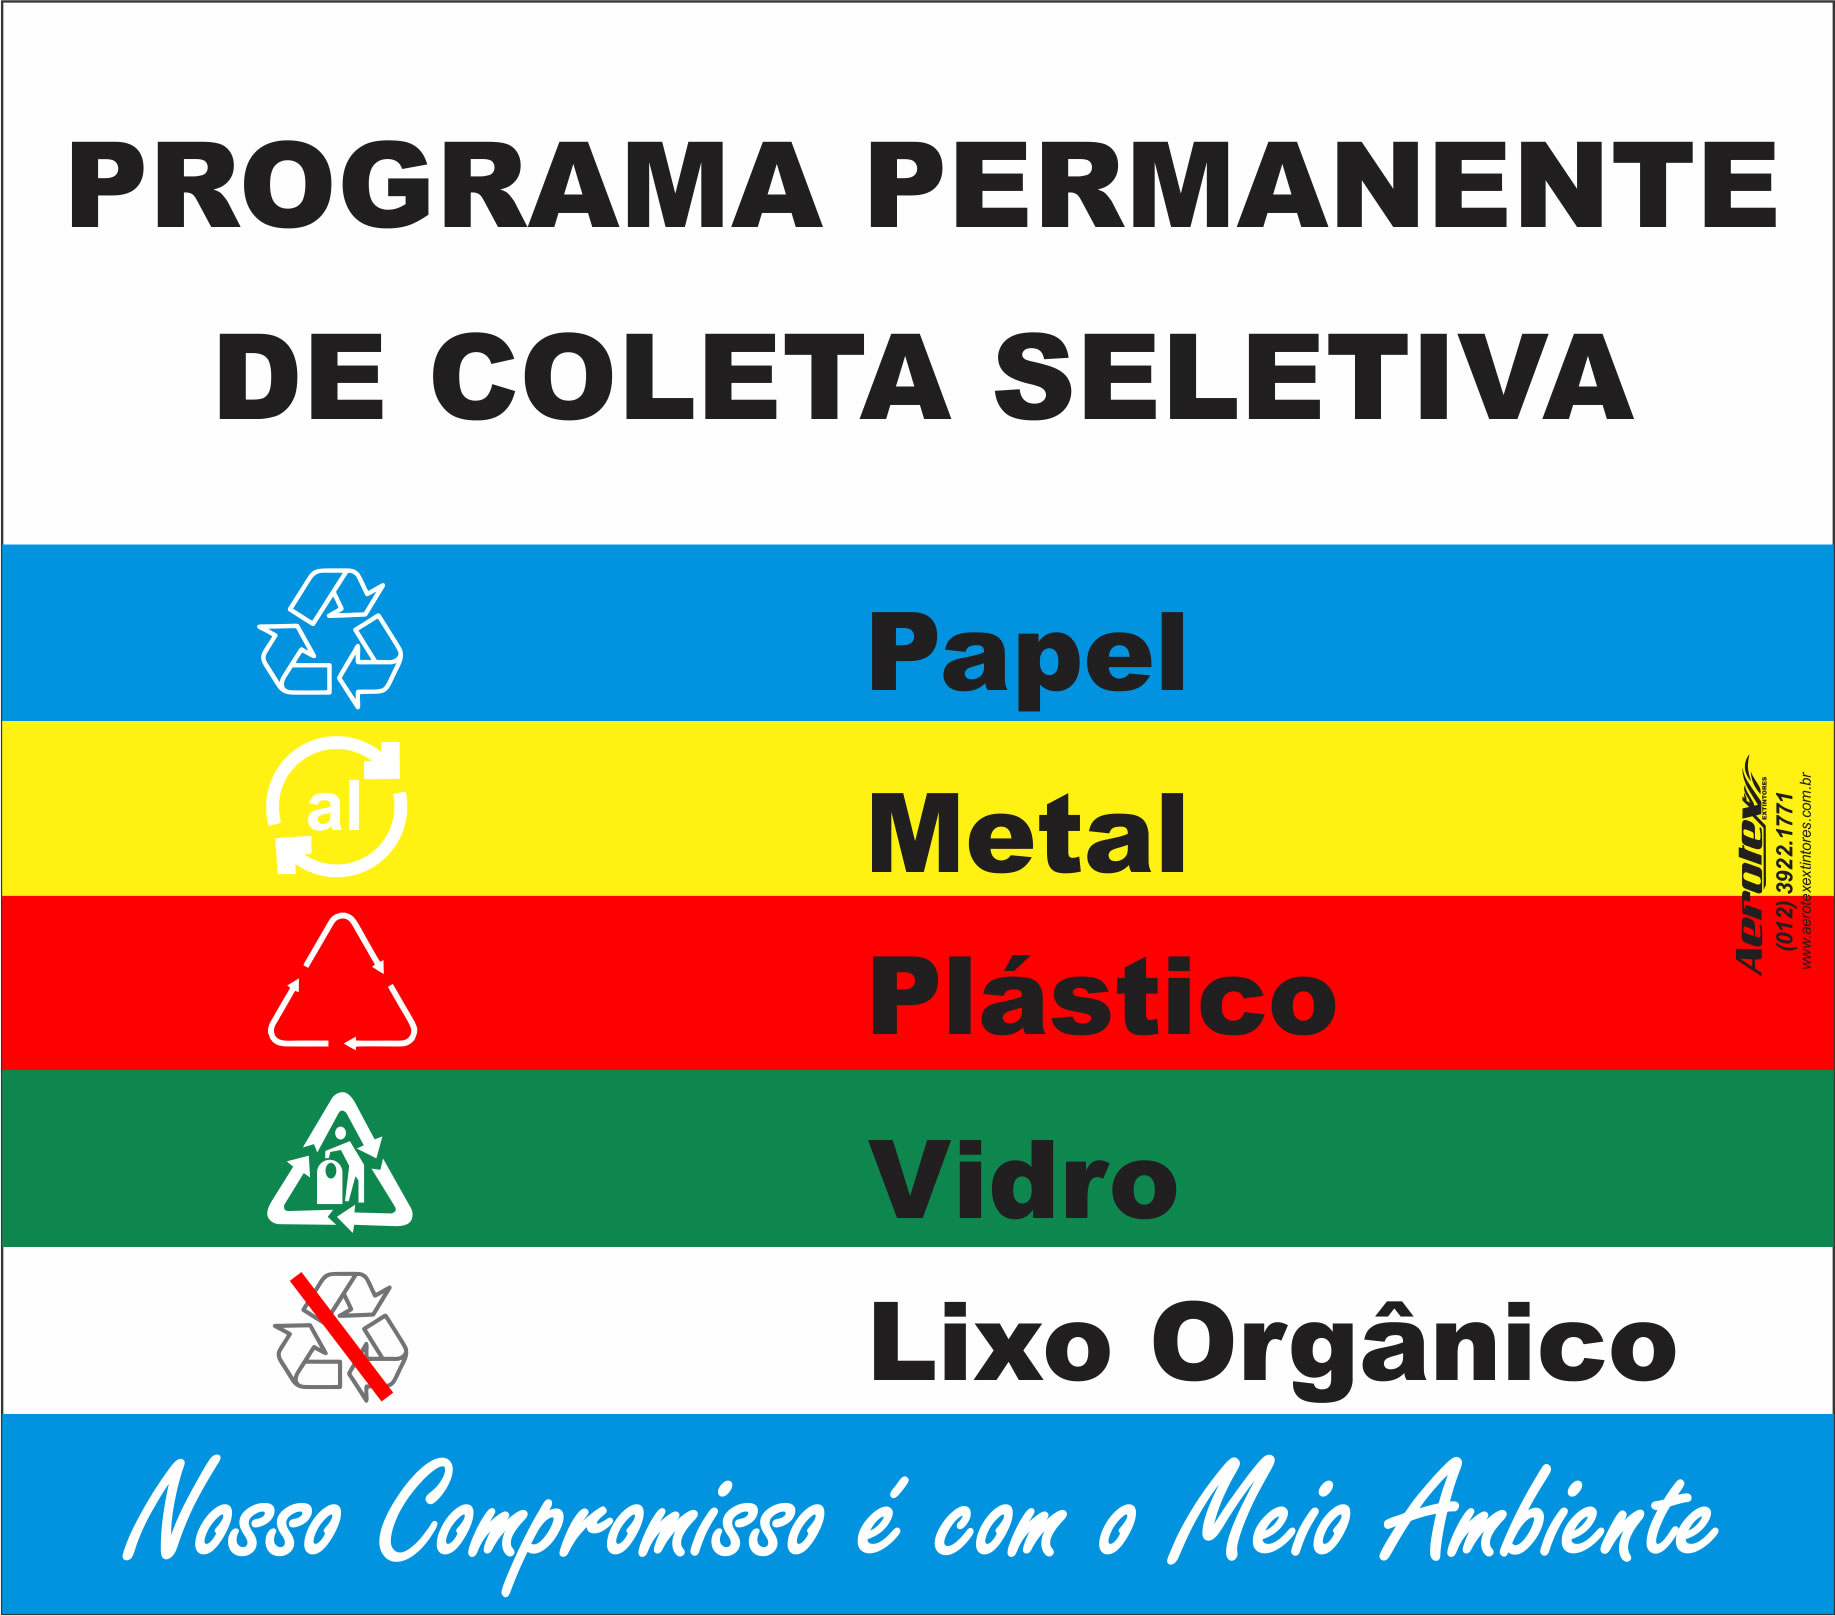 PROGRAMA PERMANENTE
DE COLETA SELETIVA
Papel
al
Metal
Plástico
Vidro
Lixo Orgânico
Nosso Compromisso é com o Meio Ambiente
Aerotex
EXTINTORES
(012) 3922.1771
www.aerotexextintores.com.br